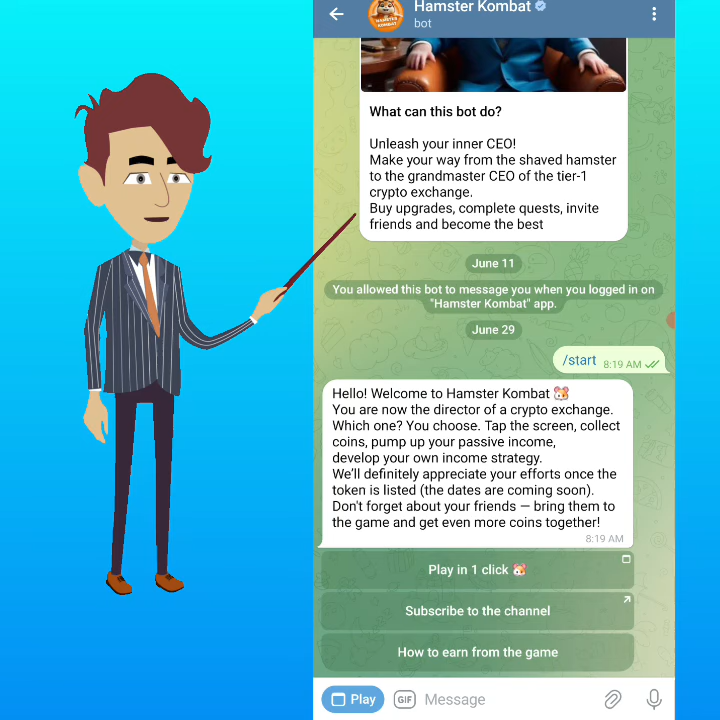 Hamster Kombat
bot
HAMSTER
KOMBAT
What can this bot do?
Unleash your inner CEO!
Make your way from the shaved hamster
to the grandmaster CEO of the tier-1
crypto exchange.
Buy upgrades, complete quests, invite
friends and become the best
June 11
You allowed this bot to message you when you logged in on
"Hamster Kombat" app.
June 29
/start 8:19 AM
Hello! Welcome to Hamster Kombat 🐹
You are now the director of a crypto exchange.
Which one? You choose. Tap the screen, collect
coins, pump up your passive income,
develop your own income strategy.
We'll definitely appreciate your efforts once the
token is listed (the dates are coming soon).
Don't forget about your friends — bring them to
the game and get even more coins together!
8:19 AM
Play in 1 click 🐹
Subscribe to the channel
How to earn from the game
Play GIF Message